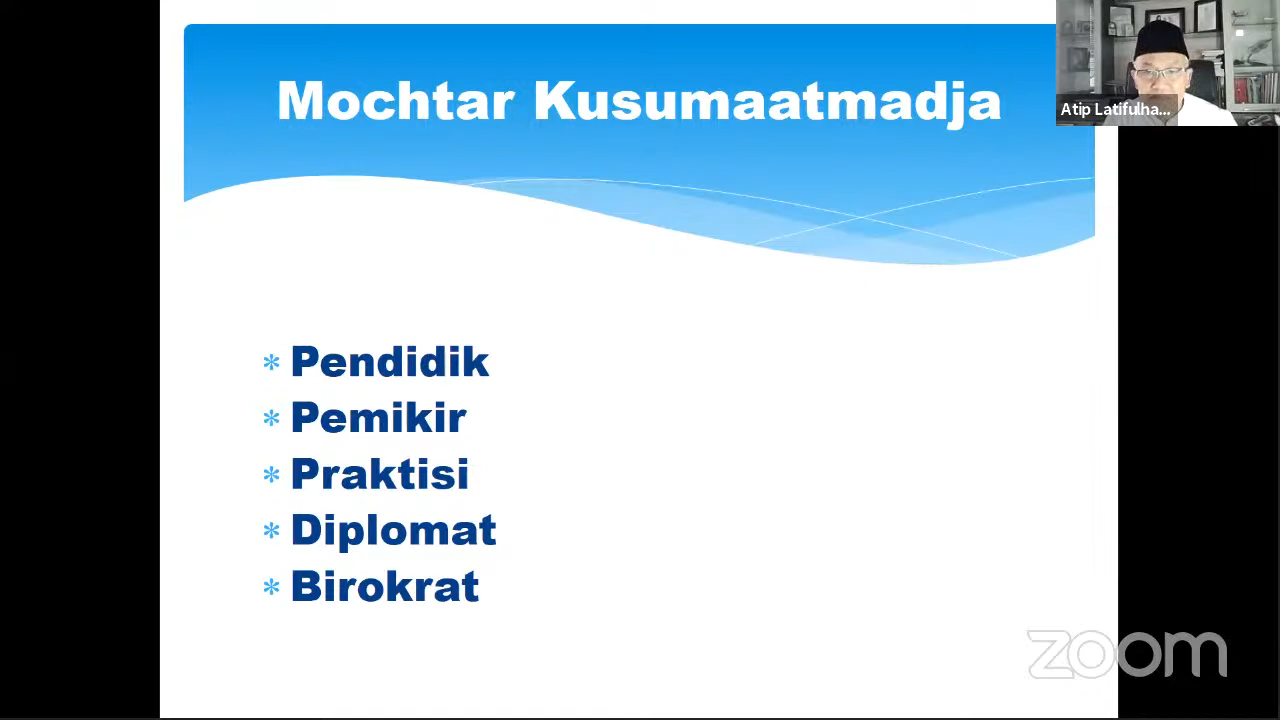 Mochtar Kusumaatmadja
Atip Latifulha...
* Pendidik
* Pemikir
* Praktisi
* Diplomat
* Birokrat
zoom